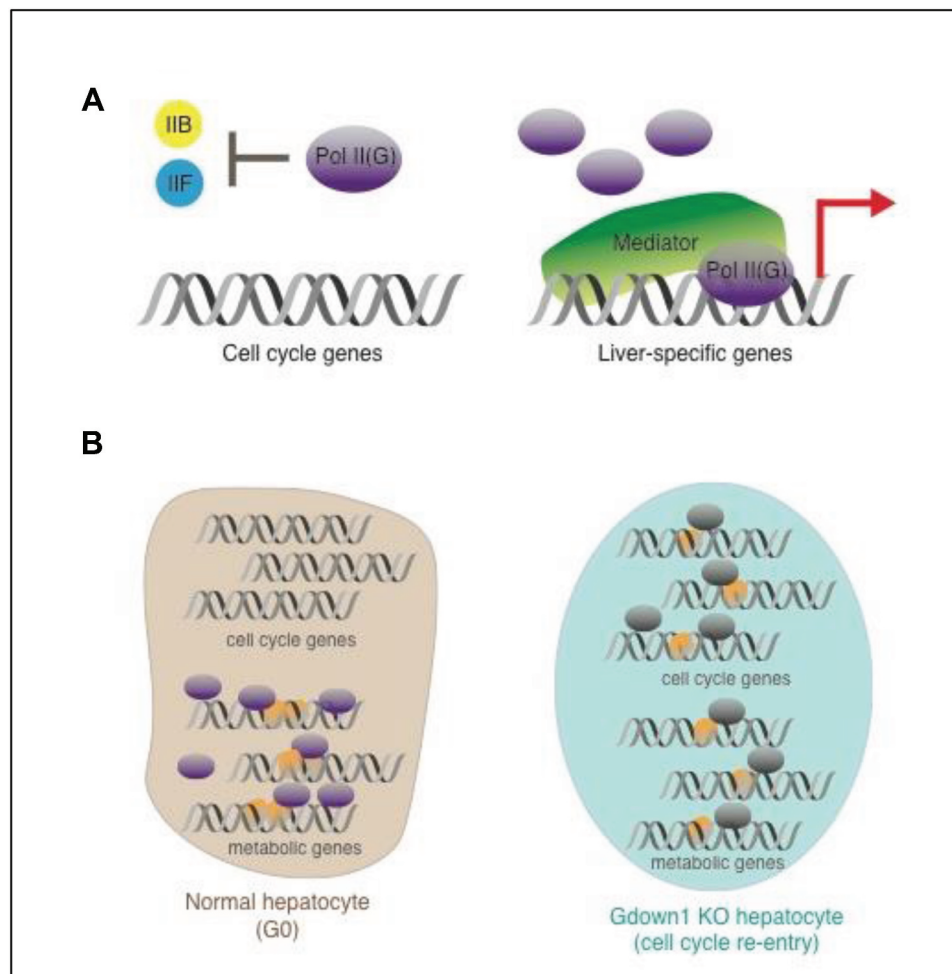 A
IIB
IIF
Pol II(G)
Mediator
Pol II(G)
Cell cycle genes
Liver-specific genes
B
cell cycle genes
metabolic genes
Normal hepatocyte
(G0)
cell cycle genes
metabolic genes
Gdown1 KO hepatocyte
(cell cycle re-entry)